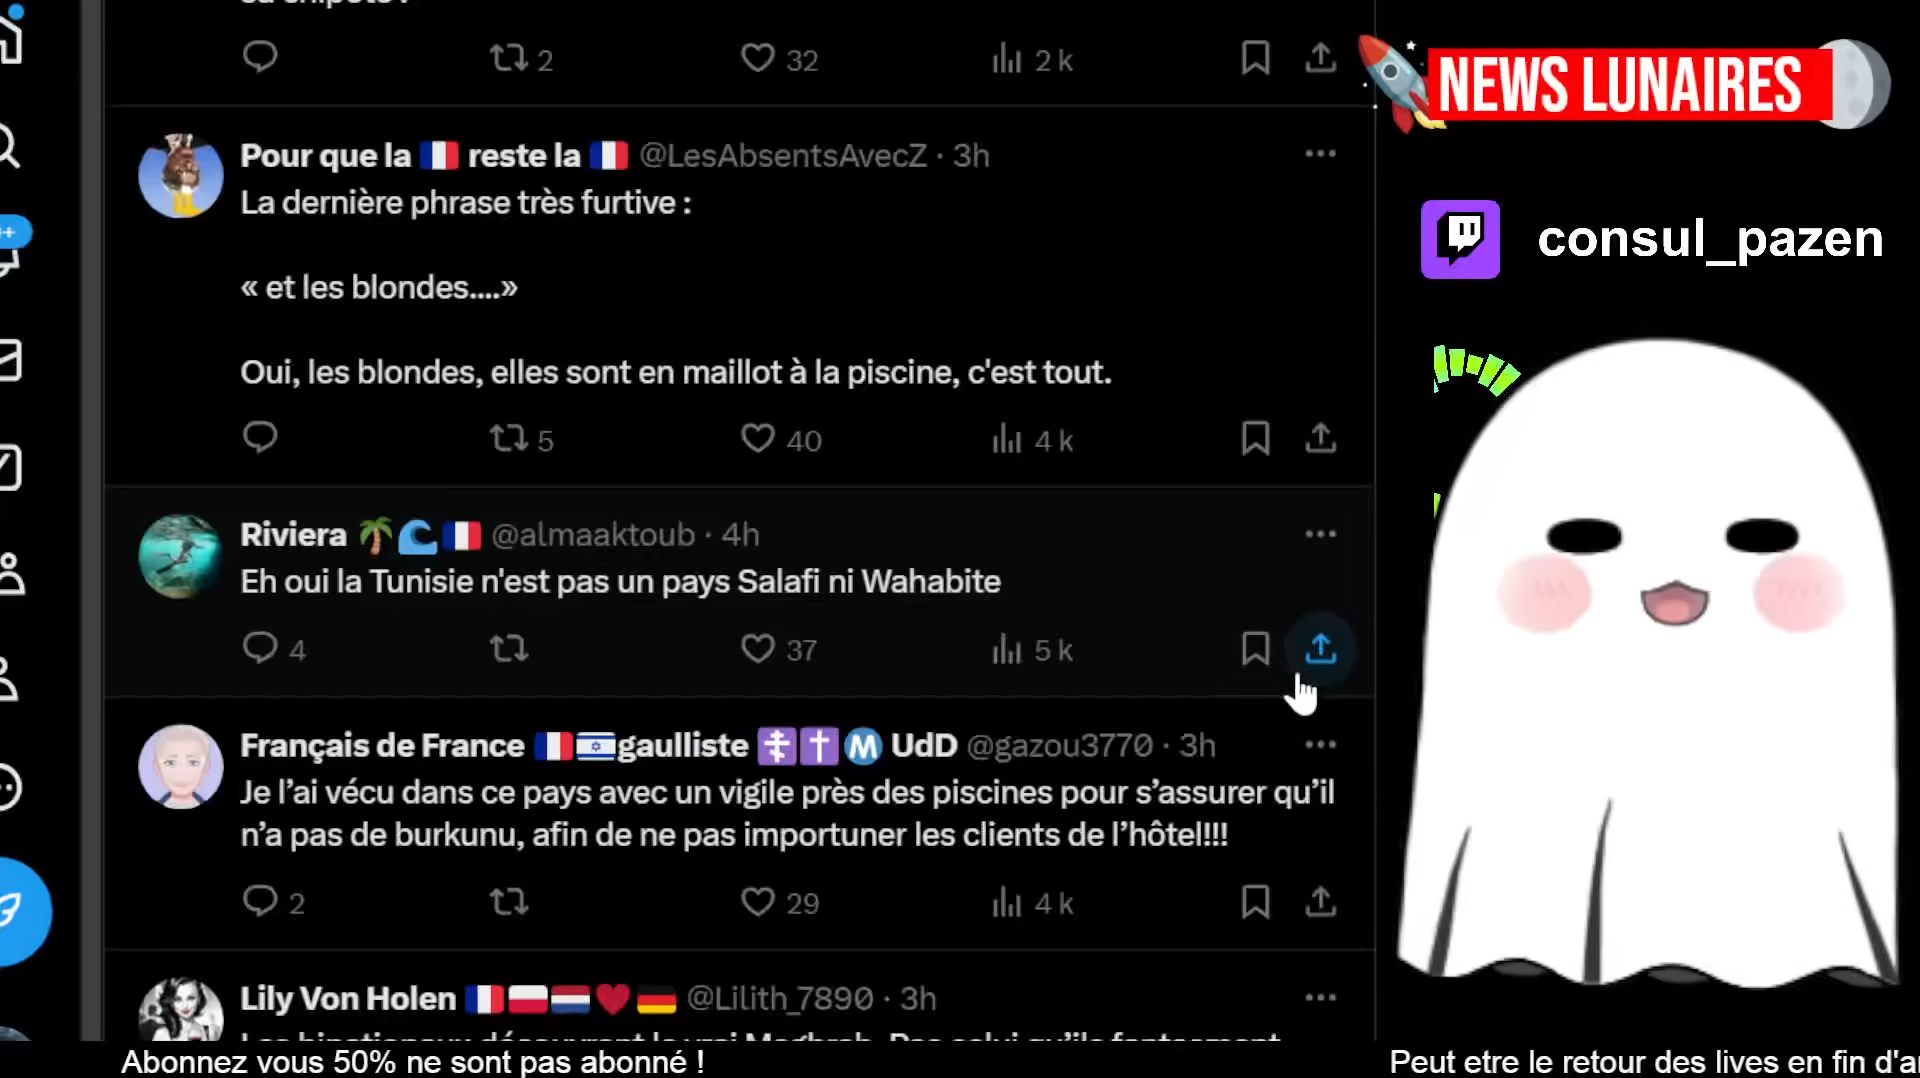 2
32
2 k
NEWS LUNAIRES
Pour que la 🇫🇷 reste la 🇫🇷 @LesAbsentsAvecZ · 3h
La dernière phrase très furtive :
consul_pazen
« et les blondes....»
Oui, les blondes, elles sont en maillot à la piscine, c'est tout.
5
40
4 k
Riviera 🌴🌊🇫🇷 @almaaktoub · 4h
Eh oui la Tunisie n'est pas un pays Salafi ni Wahabite
4
37
5 k
Français de France 🇫🇷🇮🇱gaulliste ☦✝Ⓜ UdD @gazou3770 · 3h
Je l’ai vécu dans ce pays avec un vigile près des piscines pour s’assurer qu’il
n’a pas de burkunu, afin de ne pas importuner les clients de l’hôtel!!!
2
29
4 k
Lily Von Holen 🇫🇷🇵🇱🇳🇱❤🇩🇪 @Lilith_7890 · 3h
Abonnez vous 50% ne sont pas abonné !
Peut etre le retour des lives en fin d'a